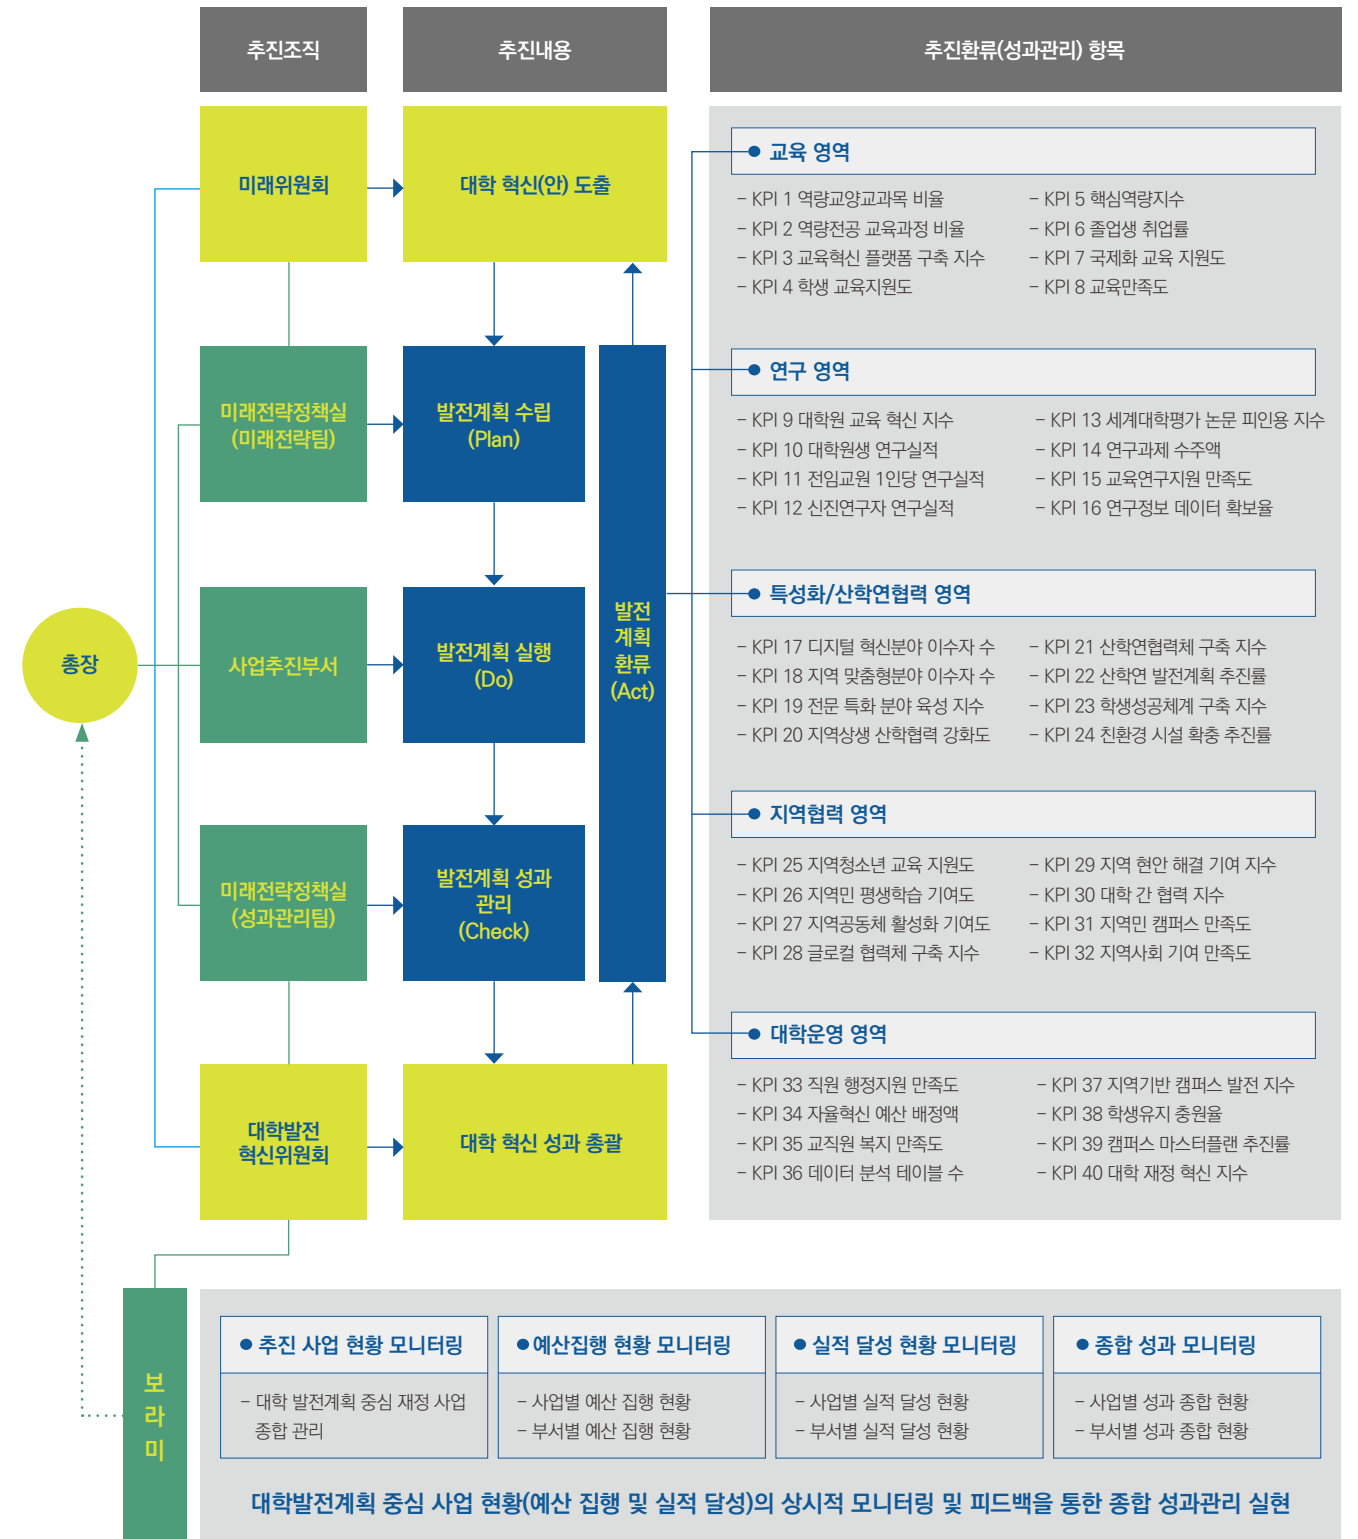 추진조직
추진내용
추진환류(성과관리) 항목
미래위원회
대학 혁신(안) 도출
미래전략정책실
(미래전략팀)
발전계획 수립
(Plan)
총장
사업추진부서
발전계획 실행
(Do)
발전
계획
환류
(Act)
미래전략정책실
(성과관리팀)
발전계획 성과
관리
(Check)
대학발전
혁신위원회
대학 혁신 성과 총괄
● 교육 영역
- KPI 1 역량교양교과목 비율
- KPI 2 역량전공 교육과정 비율
- KPI 3 교육혁신 플랫폼 구축 지수
- KPI 4 학생 교육지원도
- KPI 5 핵심역량지수
- KPI 6 졸업생 취업률
- KPI 7 국제화 교육 지원도
- KPI 8 교육만족도
● 연구 영역
- KPI 9 대학원 교육 혁신 지수
- KPI 10 대학원생 연구실적
- KPI 11 전임교원 1인당 연구실적
- KPI 12 신진연구자 연구실적
- KPI 13 세계대학평가 논문 피인용 지수
- KPI 14 연구과제 수주액
- KPI 15 교육연구지원 만족도
- KPI 16 연구정보 데이터 확보율
● 특성화/산학연협력 영역
- KPI 17 디지털 혁신분야 이수자 수
- KPI 18 지역 맞춤형분야 이수자 수
- KPI 19 전문 특화 분야 육성 지수
- KPI 20 지역상생 산학협력 강화도
- KPI 21 산학연협력체 구축 지수
- KPI 22 산학연 발전계획 추진률
- KPI 23 학생성공체계 구축 지수
- KPI 24 친환경 시설 확충 추진률
● 지역협력 영역
- KPI 25 지역청소년 교육 지원도
- KPI 26 지역민 평생학습 기여도
- KPI 27 지역공동체 활성화 기여도
- KPI 28 글로컬 협력체 구축 지수
- KPI 29 지역 현안 해결 기여 지수
- KPI 30 대학 간 협력 지수
- KPI 31 지역민 캠퍼스 만족도
- KPI 32 지역사회 기여 만족도
● 대학운영 영역
- KPI 33 직원 행정지원 만족도
- KPI 34 자율혁신 예산 배정액
- KPI 35 교직원 복지 만족도
- KPI 36 데이터 분석 테이블 수
- KPI 37 지역기반 캠퍼스 발전 지수
- KPI 38 학생유지 충원율
- KPI 39 캠퍼스 마스터플랜 추진률
- KPI 40 대학 재정 혁신 지수
보
라
미
● 추진 사업 현황 모니터링
- 대학 발전계획 중심 재정 사업
종합 관리
● 예산집행 현황 모니터링
- 사업별 예산 집행 현황
- 부서별 예산 집행 현황
● 실적 달성 현황 모니터링
- 사업별 실적 달성 현황
- 부서별 실적 달성 현황
● 종합 성과 모니터링
- 사업별 성과 종합 현황
- 부서별 성과 종합 현황
대학발전계획 중심 사업 현황(예산 집행 및 실적 달성)의 상시적 모니터링 및 피드백을 통한 종합 성과관리 실현